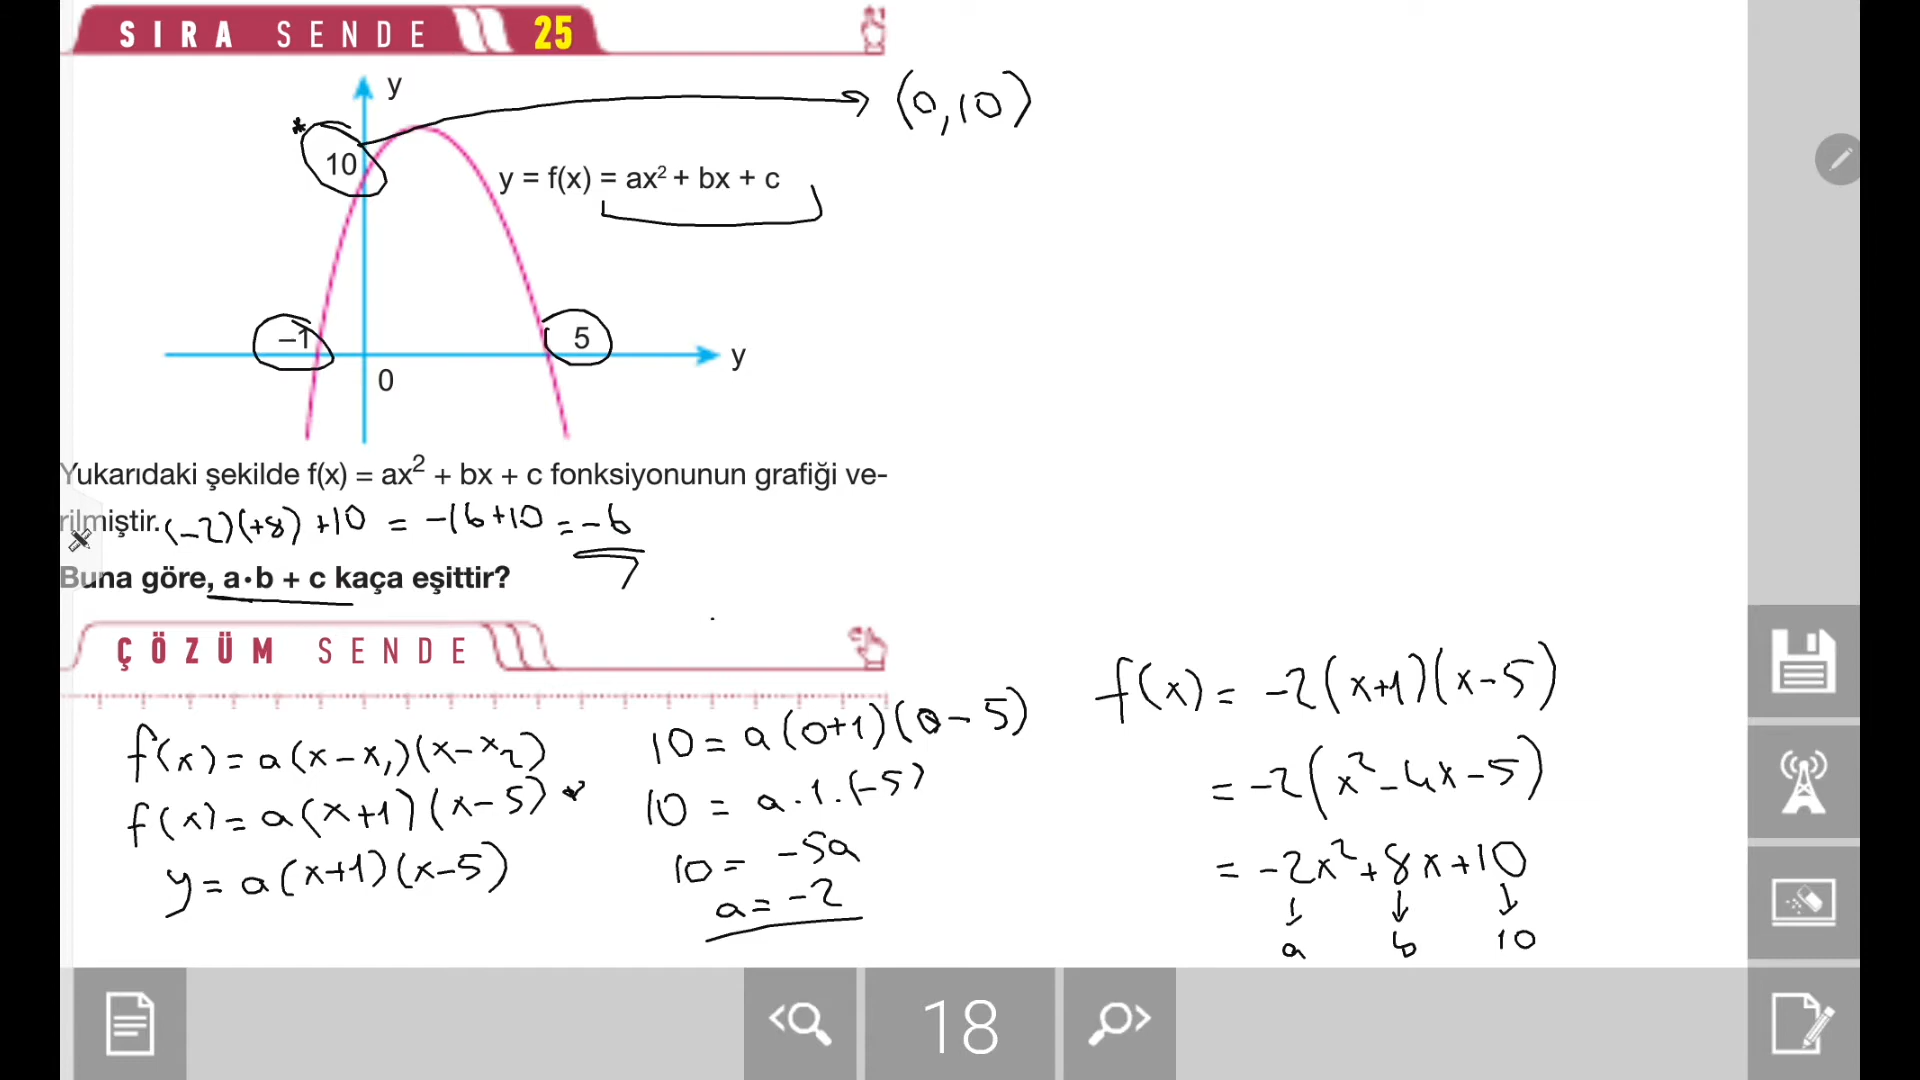 SIRA SENDE 25
y
(0,10)
10
y = f(x) = ax² + bx + c
-1
5
y
0
Yukarıdaki şekilde f(x) = ax² + bx + c fonksiyonunun grafiği ve-
rilmiştir.
(-2)(+8) +10 = -16+10 = -6
Buna göre, a·b + c kaça eşittir?
ÇÖZÜM SENDE
f(x) = a(x-x₁)(x-x₂)
f(x) = a(x+1)(x-5)
y = a(x+1)(x-5)
10 = a(0+1)(0-5)
10 = a.1.(-5)
10 = -5a
a = -2
f(x) = -2(x+1)(x-5)
= -2(x²-4x-5)
= -2x²+8x+10
a b 10
18